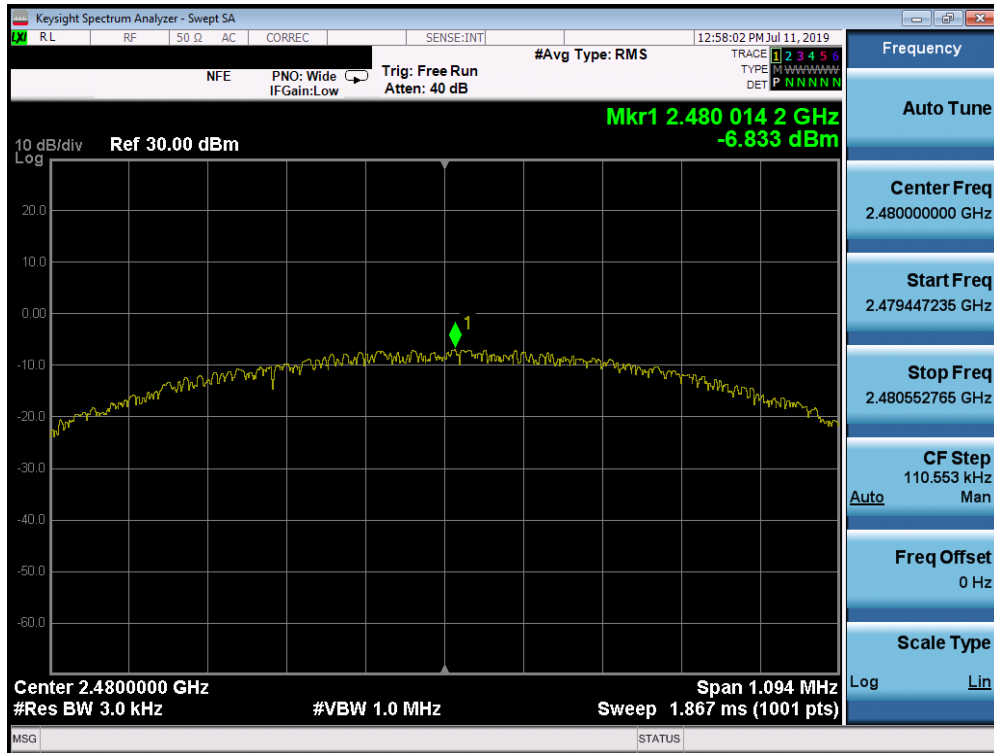 Keysight Spectrum Analyzer - Swept SA
LXI RL RF 50 Ω AC CORREC SENSE:INT 12:58:02 PM Jul 11, 2019
#Avg Type: RMS
TRACE 1 2 3 4 5 6
TYPE M W W W W W
DET P N N N N N
NFE PNO: Wide Trig: Free Run
IFGain:Low Atten: 40 dB
Mkr1 2.480 014 2 GHz
-6.833 dBm
10 dB/div Ref 30.00 dBm
Log
20.0
10.0
0.00
1
-10.0
-20.0
-30.0
-40.0
-50.0
-60.0
Center 2.4800000 GHz Span 1.094 MHz
#Res BW 3.0 kHz #VBW 1.0 MHz Sweep 1.867 ms (1001 pts)
MSG STATUS
Frequency
Auto Tune
Center Freq
2.480000000 GHz
Start Freq
2.479447235 GHz
Stop Freq
2.480552765 GHz
CF Step
110.553 kHz
Auto Man
Freq Offset
0 Hz
Scale Type
Log Lin